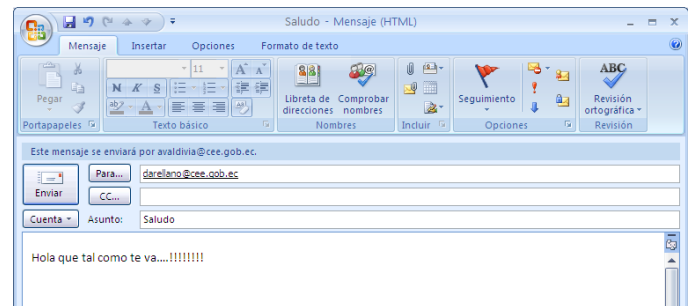 Saludo - Mensaje (HTML)
Mensaje Insertar Opciones Formato de texto
11 A A
N K S
ab A
ABC
Pegar
Libreta de direcciones
Comprobar nombres
Seguimiento
Revisión ortográfica
Portapapeles Texto básico Nombres Incluir Opciones Revisión
Este mensaje se enviará por avaldivia@cee.gob.ec.
Enviar
Para... darellano@cee.gob.ec
CC...
Cuenta Asunto: Saludo
Hola que tal como te va....!!!!!!!!